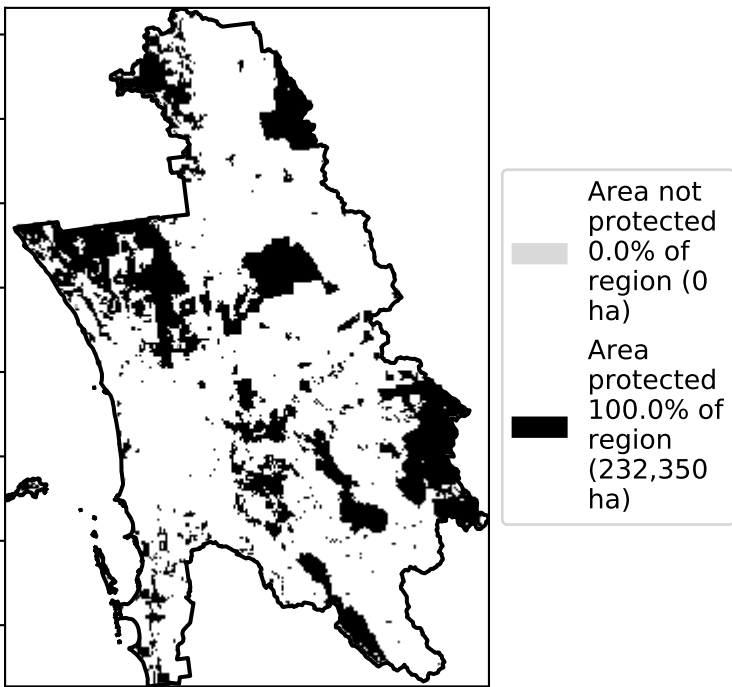 Area not
protected
0.0% of
region (0
ha)
Area
protected
100.0% of
region
(232,350
ha)